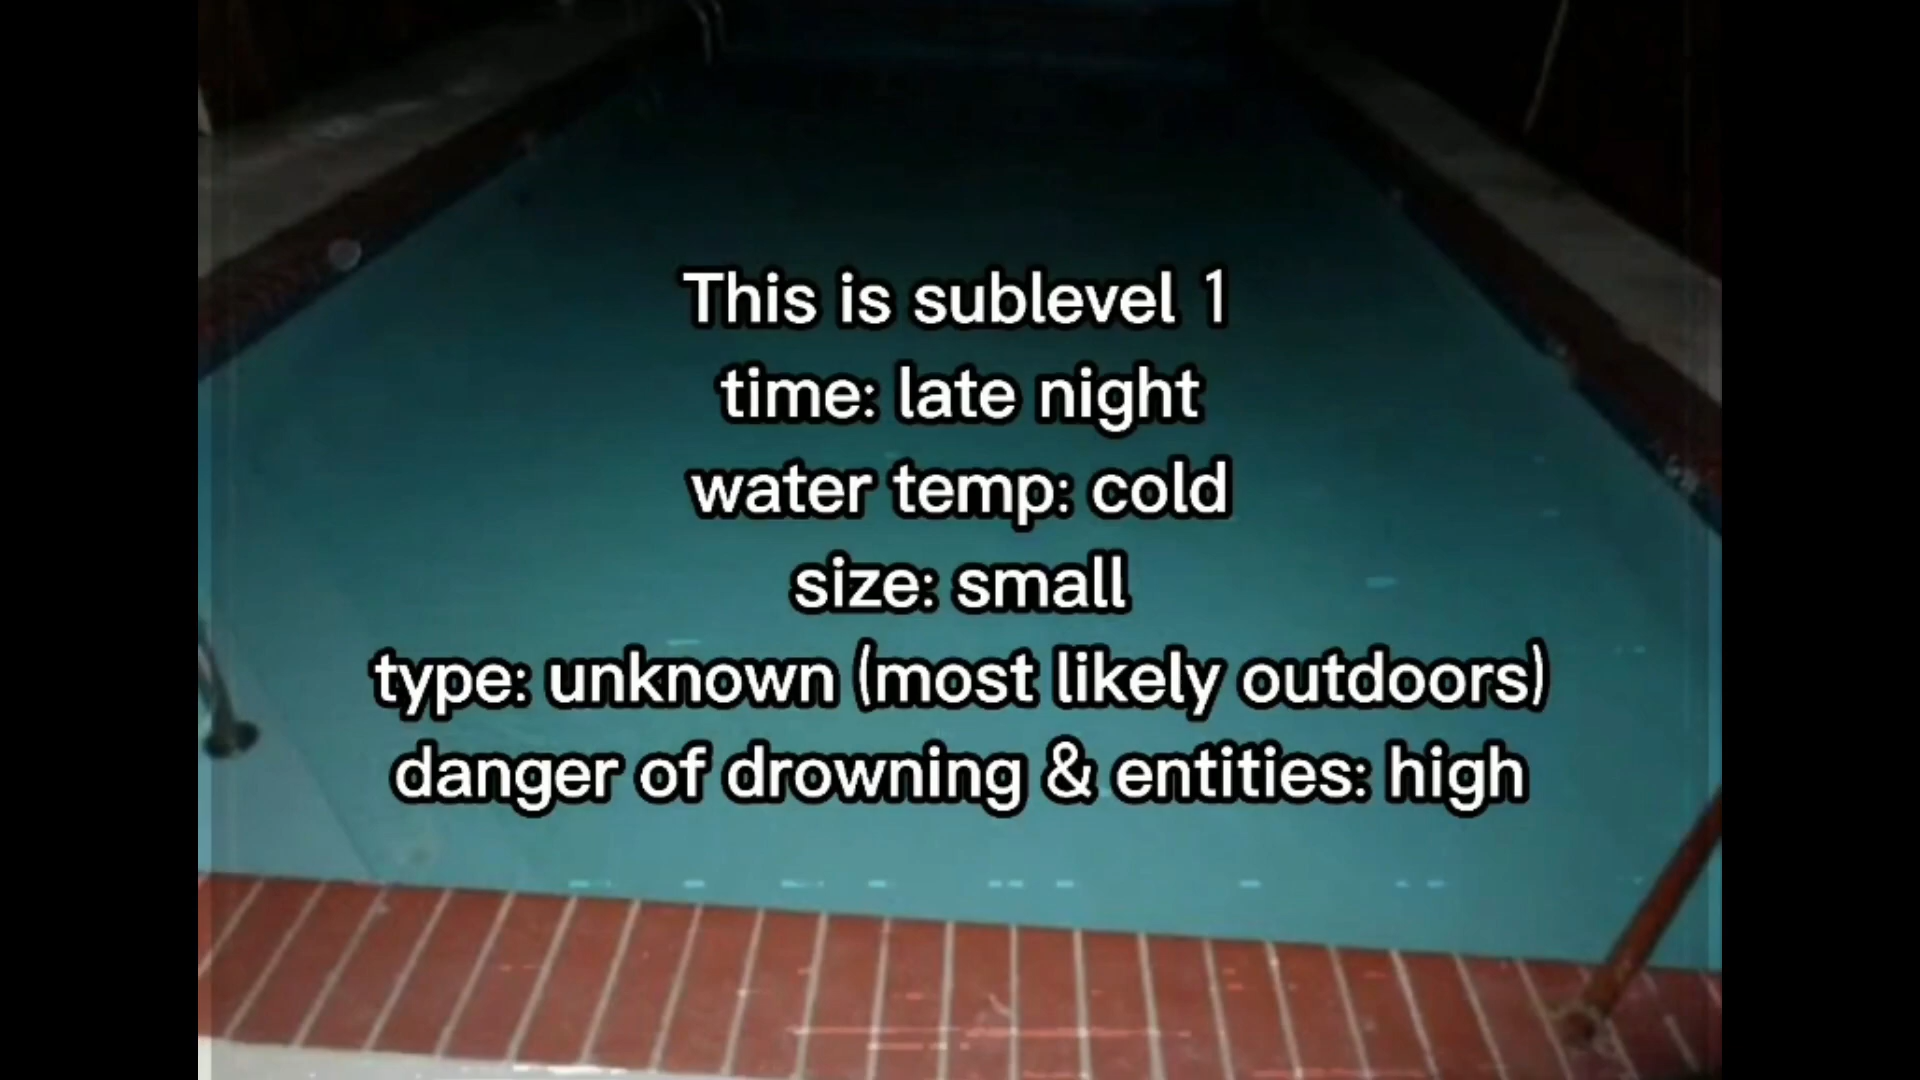 This is sublevel 1
time: late night
water temp: cold
size: small
type: unknown (most likely outdoors)
danger of drowning & entities: high